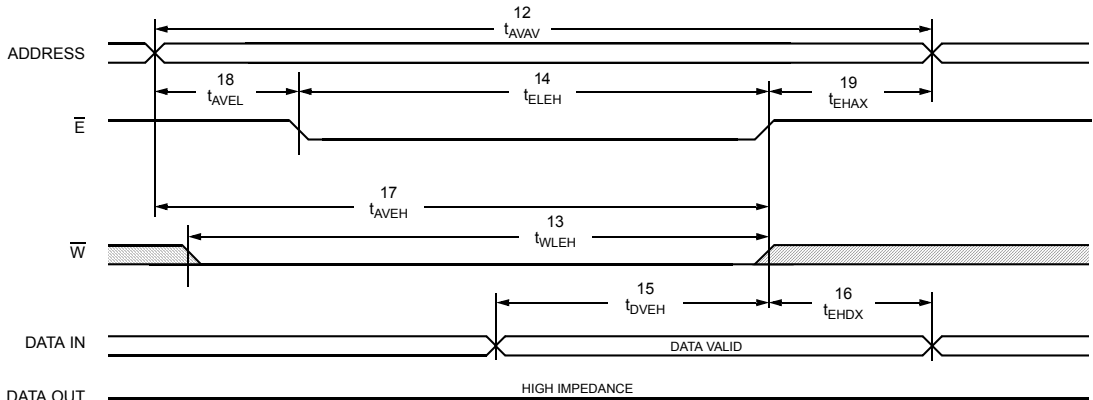 12
tAVAV
ADDRESS
18
tAVEL
14
tELEH
19
tEHAX
E
17
tAVEH
13
tWLEH
W
15
tDVEH
16
tEHDX
DATA IN
DATA VALID
DATA OUT
HIGH IMPEDANCE